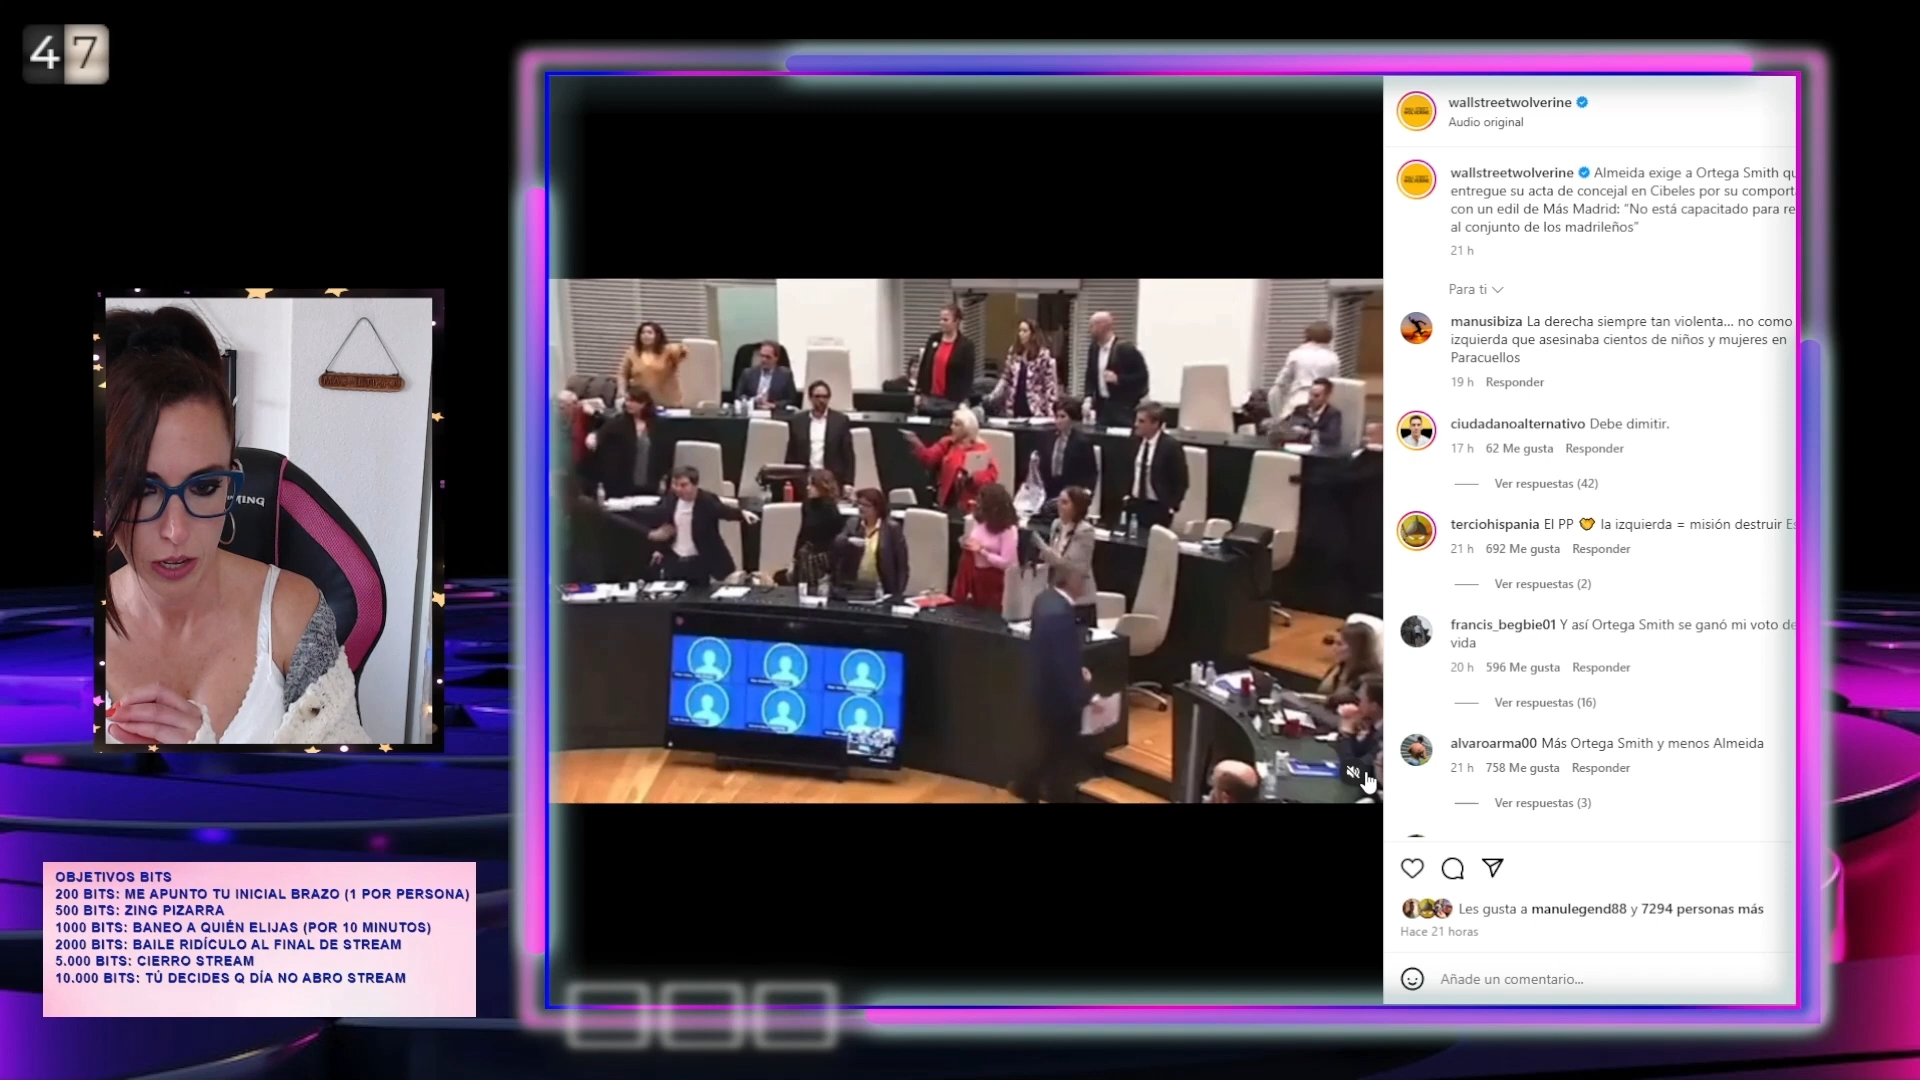 47
wallstreetwolverine
Audio original
wallstreetwolverine Almeida exige a Ortega Smith qu
entregue su acta de concejal en Cibeles por su comport
con un edil de Más Madrid: “No está capacitado para re
al conjunto de los madrileños”
21 h
Para ti
manusibiza La derecha siempre tan violenta... no como
izquierda que asesinaba cientos de niños y mujeres en
Paracuellos
19 h Responder
ciudadanoalternativo Debe dimitir.
17 h 62 Me gusta Responder
Ver respuestas (42)
terciohispania El PP la izquierda = misión destruir Es
21 h 692 Me gusta Responder
Ver respuestas (2)
francis_begbie01 Y así Ortega Smith se ganó mi voto de
vida
20 h 596 Me gusta Responder
Ver respuestas (16)
alvaroarma00 Más Ortega Smith y menos Almeida
21 h 758 Me gusta Responder
Ver respuestas (3)
Les gusta a manulegend88 y 7294 personas más
Hace 21 horas
Añade un comentario...
OBJETIVOS BITS
200 BITS: ME APUNTO TU INICIAL BRAZO (1 POR PERSONA)
500 BITS: ZING PIZARRA
1000 BITS: BANEO A QUIÉN ELIJAS (POR 10 MINUTOS)
2000 BITS: BAILE RIDÍCULO AL FINAL DE STREAM
5.000 BITS: CIERRO STREAM
10.000 BITS: TÚ DECIDES Q DÍA NO ABRO STREAM